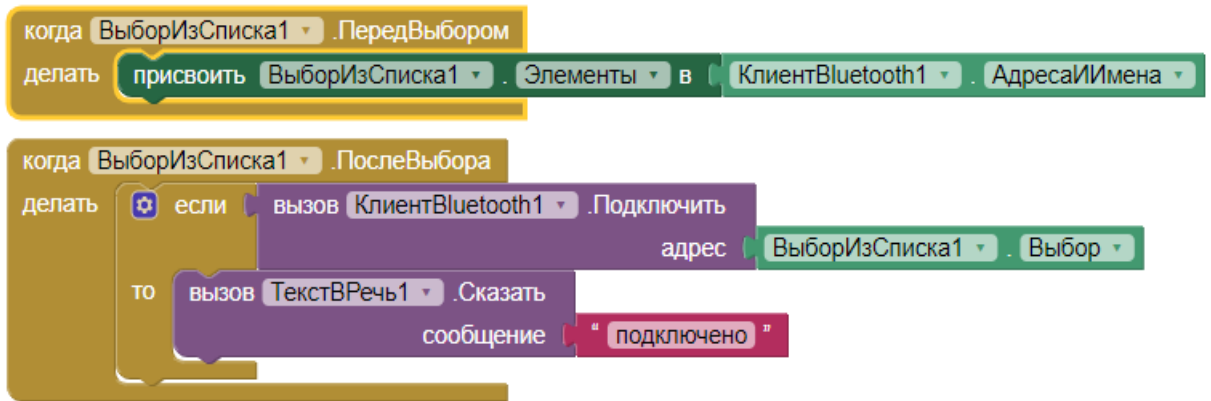 когда ВыборИзСписка1 .ПередВыбором
делать присвоить ВыборИзСписка1 . Элементы в КлиентBluetooth1 . АдресаИИмена
когда ВыборИзСписка1 .ПослеВыбора
делать если вызов КлиентBluetooth1 .Подключить
адрес ВыборИзСписка1 . Выбор
то вызов ТекстВРечь1 .Сказать
сообщение “ подключено ”